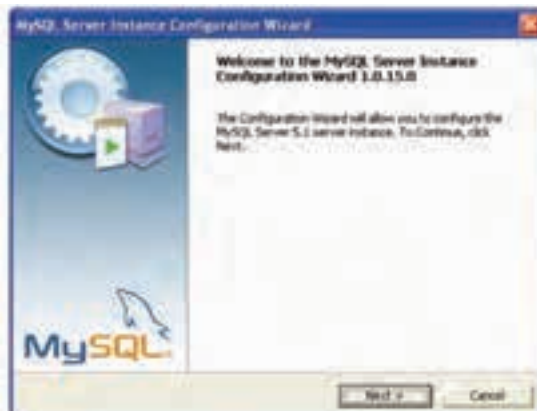 MySQL Server Instance Configuration Wizard
Welcome to the MySQL Server Instance
Configuration Wizard 1.0.15.0
The Configuration Wizard will allow you to configure the
MySQL Server 5.1 server instance. To Continue, click
Next.
MySQL
Next >
Cancel